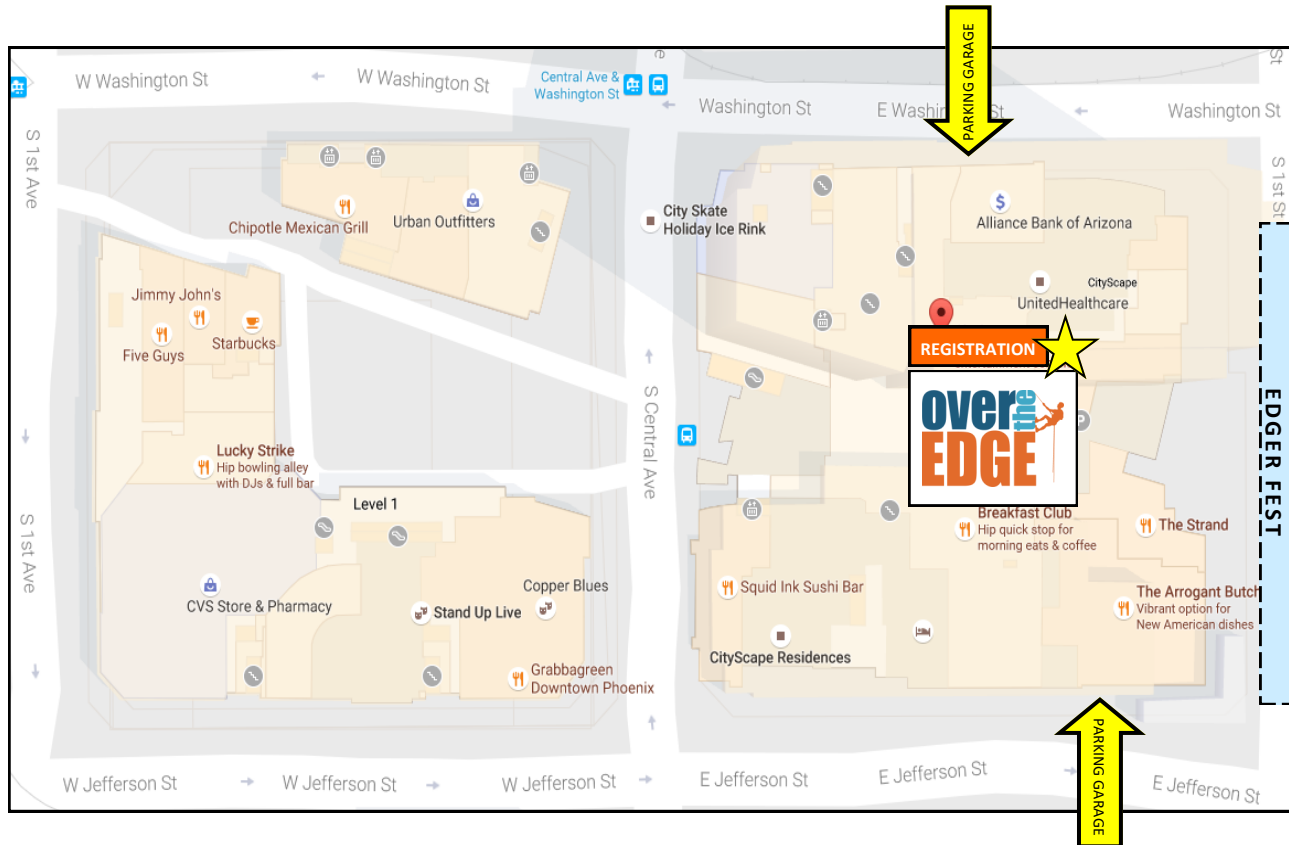 PARKING GARAGE
W Washington St
W Washington St
Central Ave &
Washington St
Washington St
E Washington St
Washington St
e
St
S 1st Ave
S 1st St
Chipotle Mexican Grill
Urban Outfitters
City Skate
Holiday Ice Rink
$
Alliance Bank of Arizona
CityScape
UnitedHealthcare
Jimmy John's
Five Guys
Starbucks
REGISTRATION
over
the
EDGE
P
S Central Ave
EDGER FEST
Lucky Strike
Hip bowling alley
with DJs & full bar
Level 1
Breakfast Club
Hip quick stop for
morning eats & coffee
The Strand
S 1st Ave
CVS Store & Pharmacy
Copper Blues
Stand Up Live
Squid Ink Sushi Bar
The Arrogant Butch
Vibrant option for
New American dishes
CityScape Residences
Grabbagreen
Downtown Phoenix
W Jefferson St
W Jefferson St
W Jefferson St
E Jefferson St
E Jefferson St
E Jefferson St
PARKING GARAGE